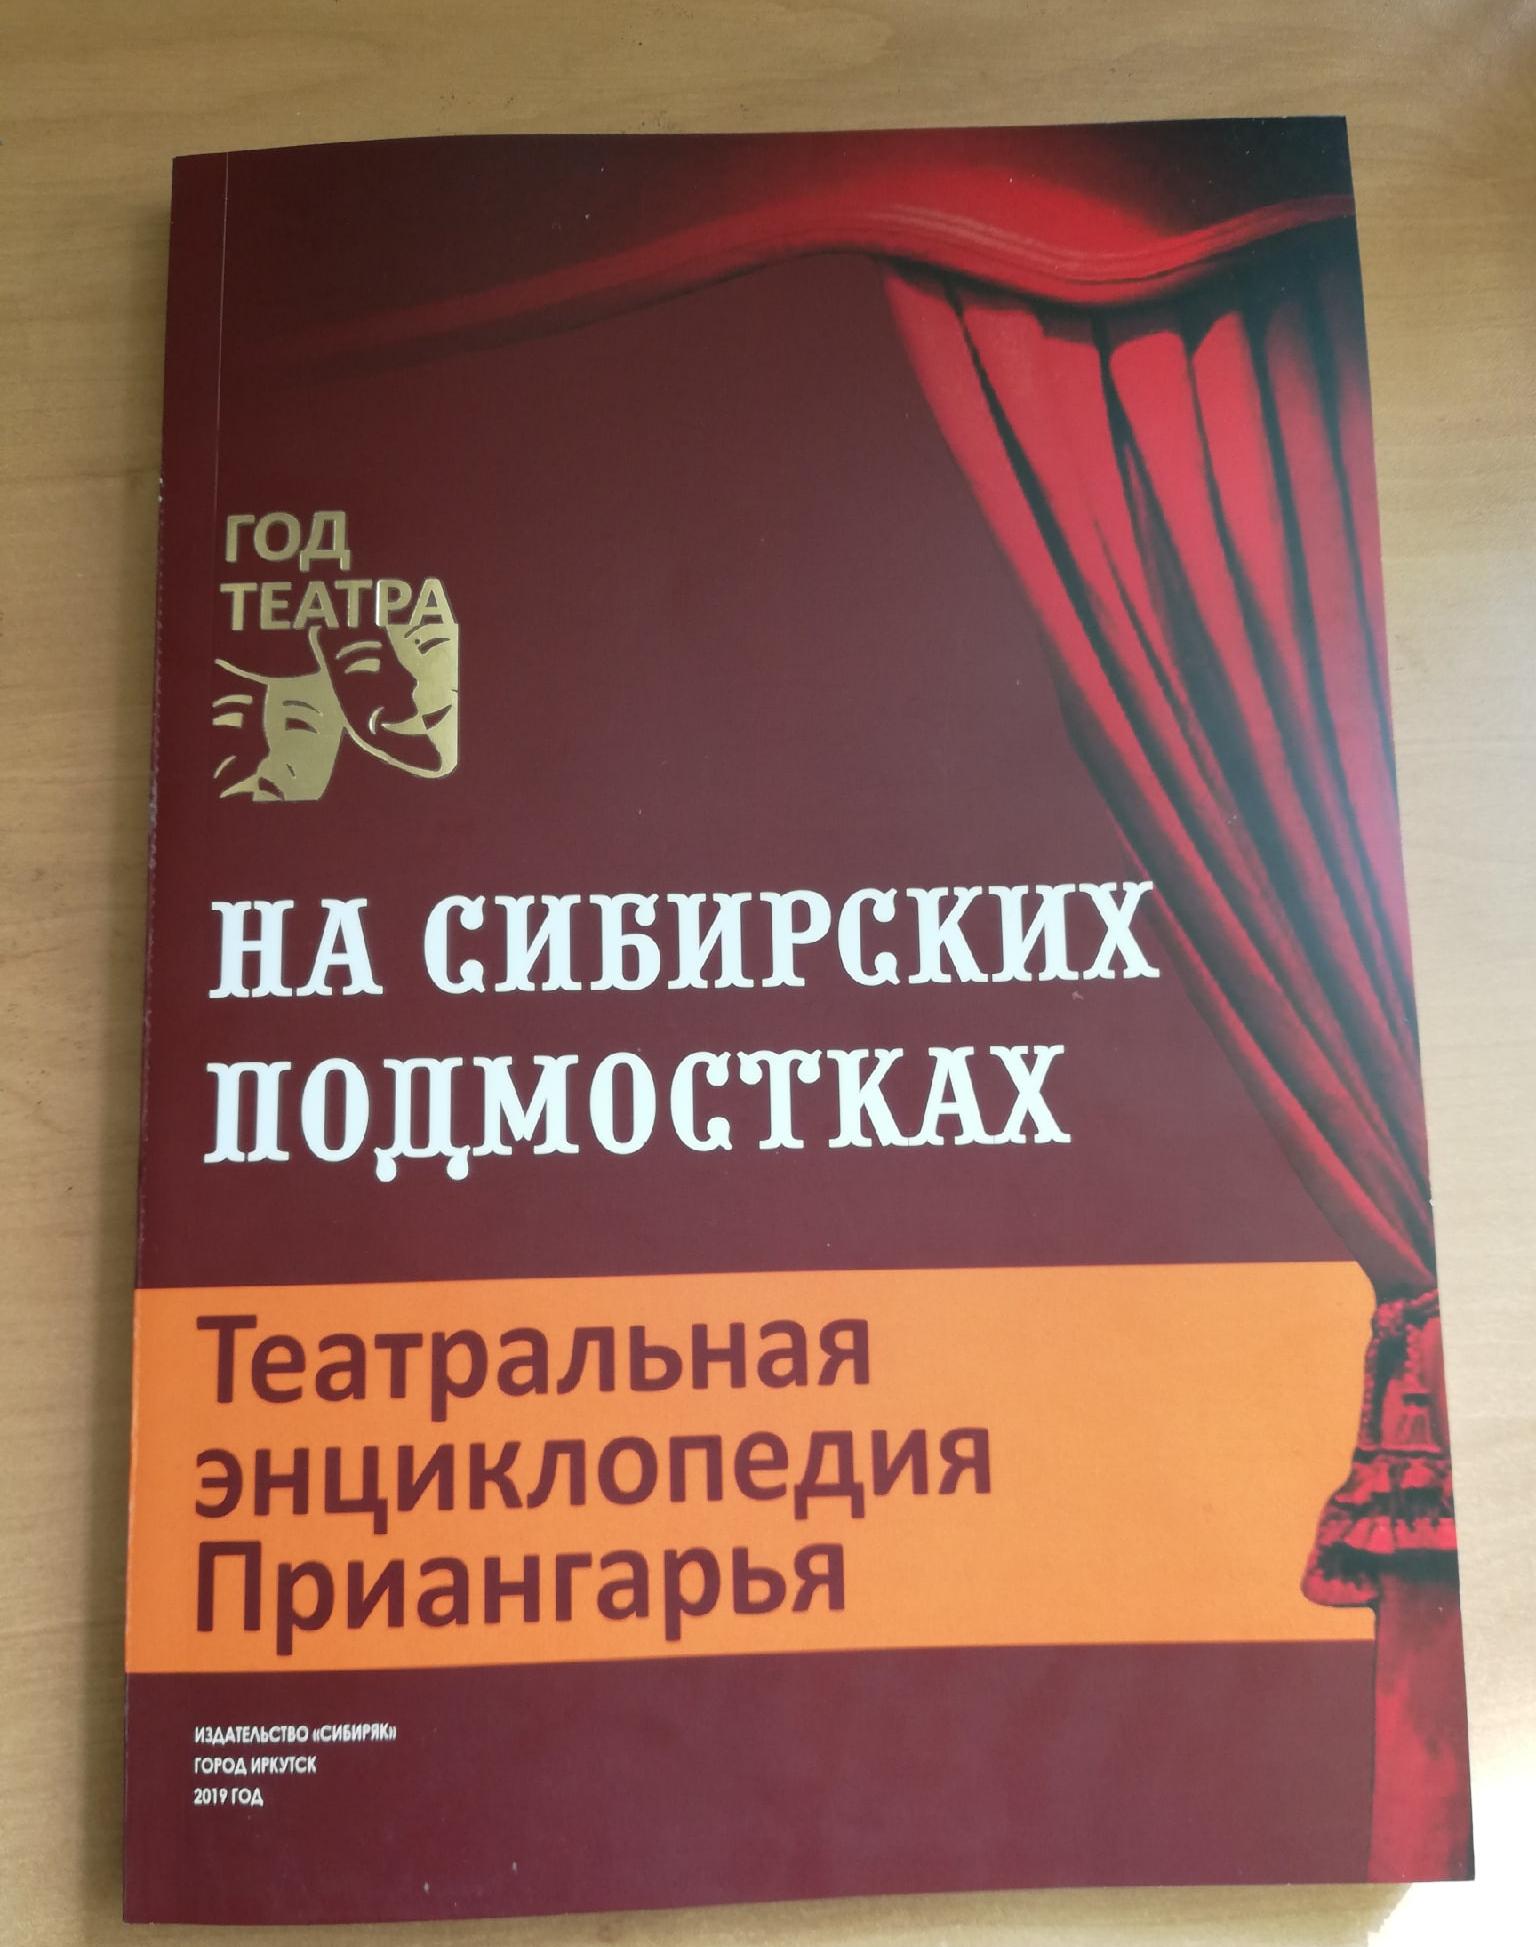 ГОД
ТЕАТРА
НА СИБИРСКИХ
ПОДМОСТКАХ
Театральная
энциклопедия
Приангарья
ИЗДАТЕЛЬСТВО «СИБИРЯК»
ГОРОД ИРКУТСК
2019 ГОД